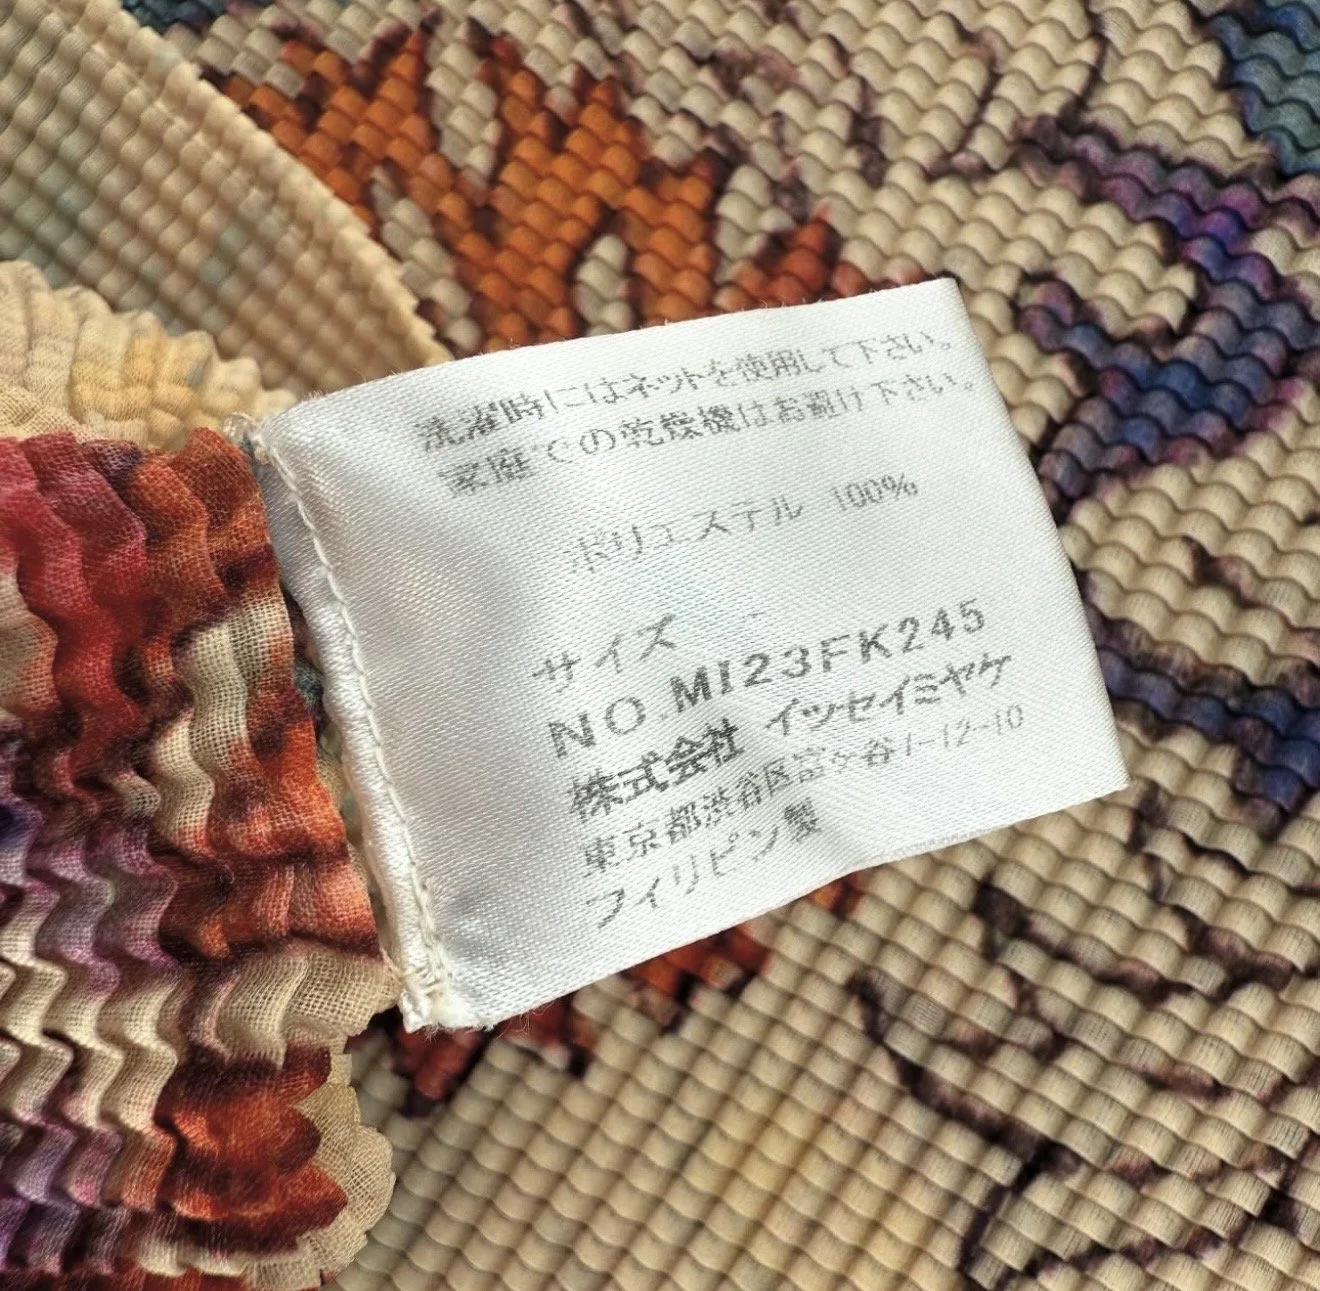 洗濯時にはネットを使用して下さい。
家庭での乾燥機はお避け下さい。
ポリエステル 100%
サイズ -
NO.MI23FK245
株式会社 イッセイミヤケ
東京都渋谷区富ヶ谷1-12-10
フィリピン製